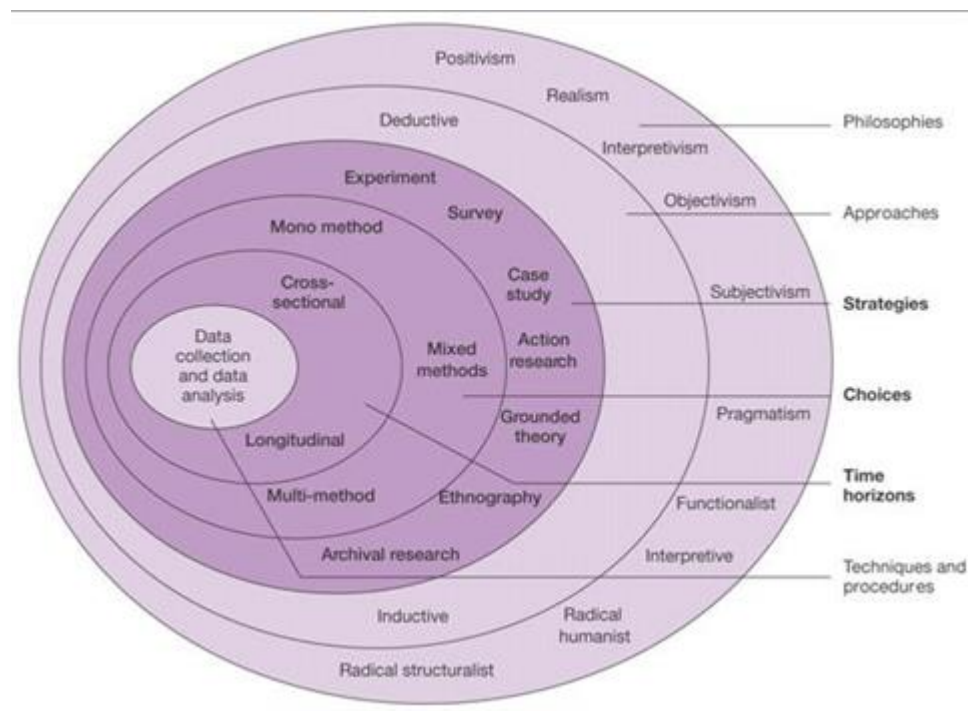 Positivism
Realism
Philosophies
Deductive
Interpretivism
Experiment
Objectivism
Approaches
Survey
Mono method
Case
study
Cross-
sectional
Subjectivism
Strategies
Data
collection
and data
analysis
Mixed
methods
Action
research
Choices
Grounded
theory
Pragmatism
Longitudinal
Time
horizons
Multi-method
Ethnography
Functionalist
Archival research
Interpretive
Techniques and
procedures
Inductive
Radical
humanist
Radical structuralist